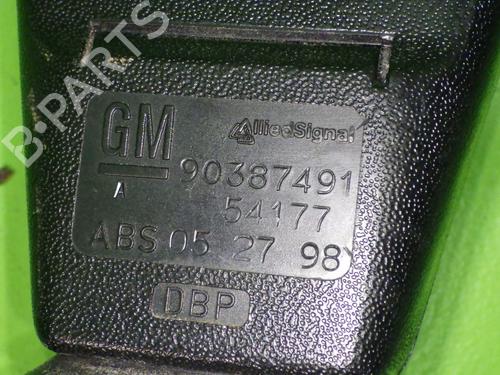 B-PARTS
GM AlliedSignal
A 90387491
54177
ABS 05 27 98
DBP